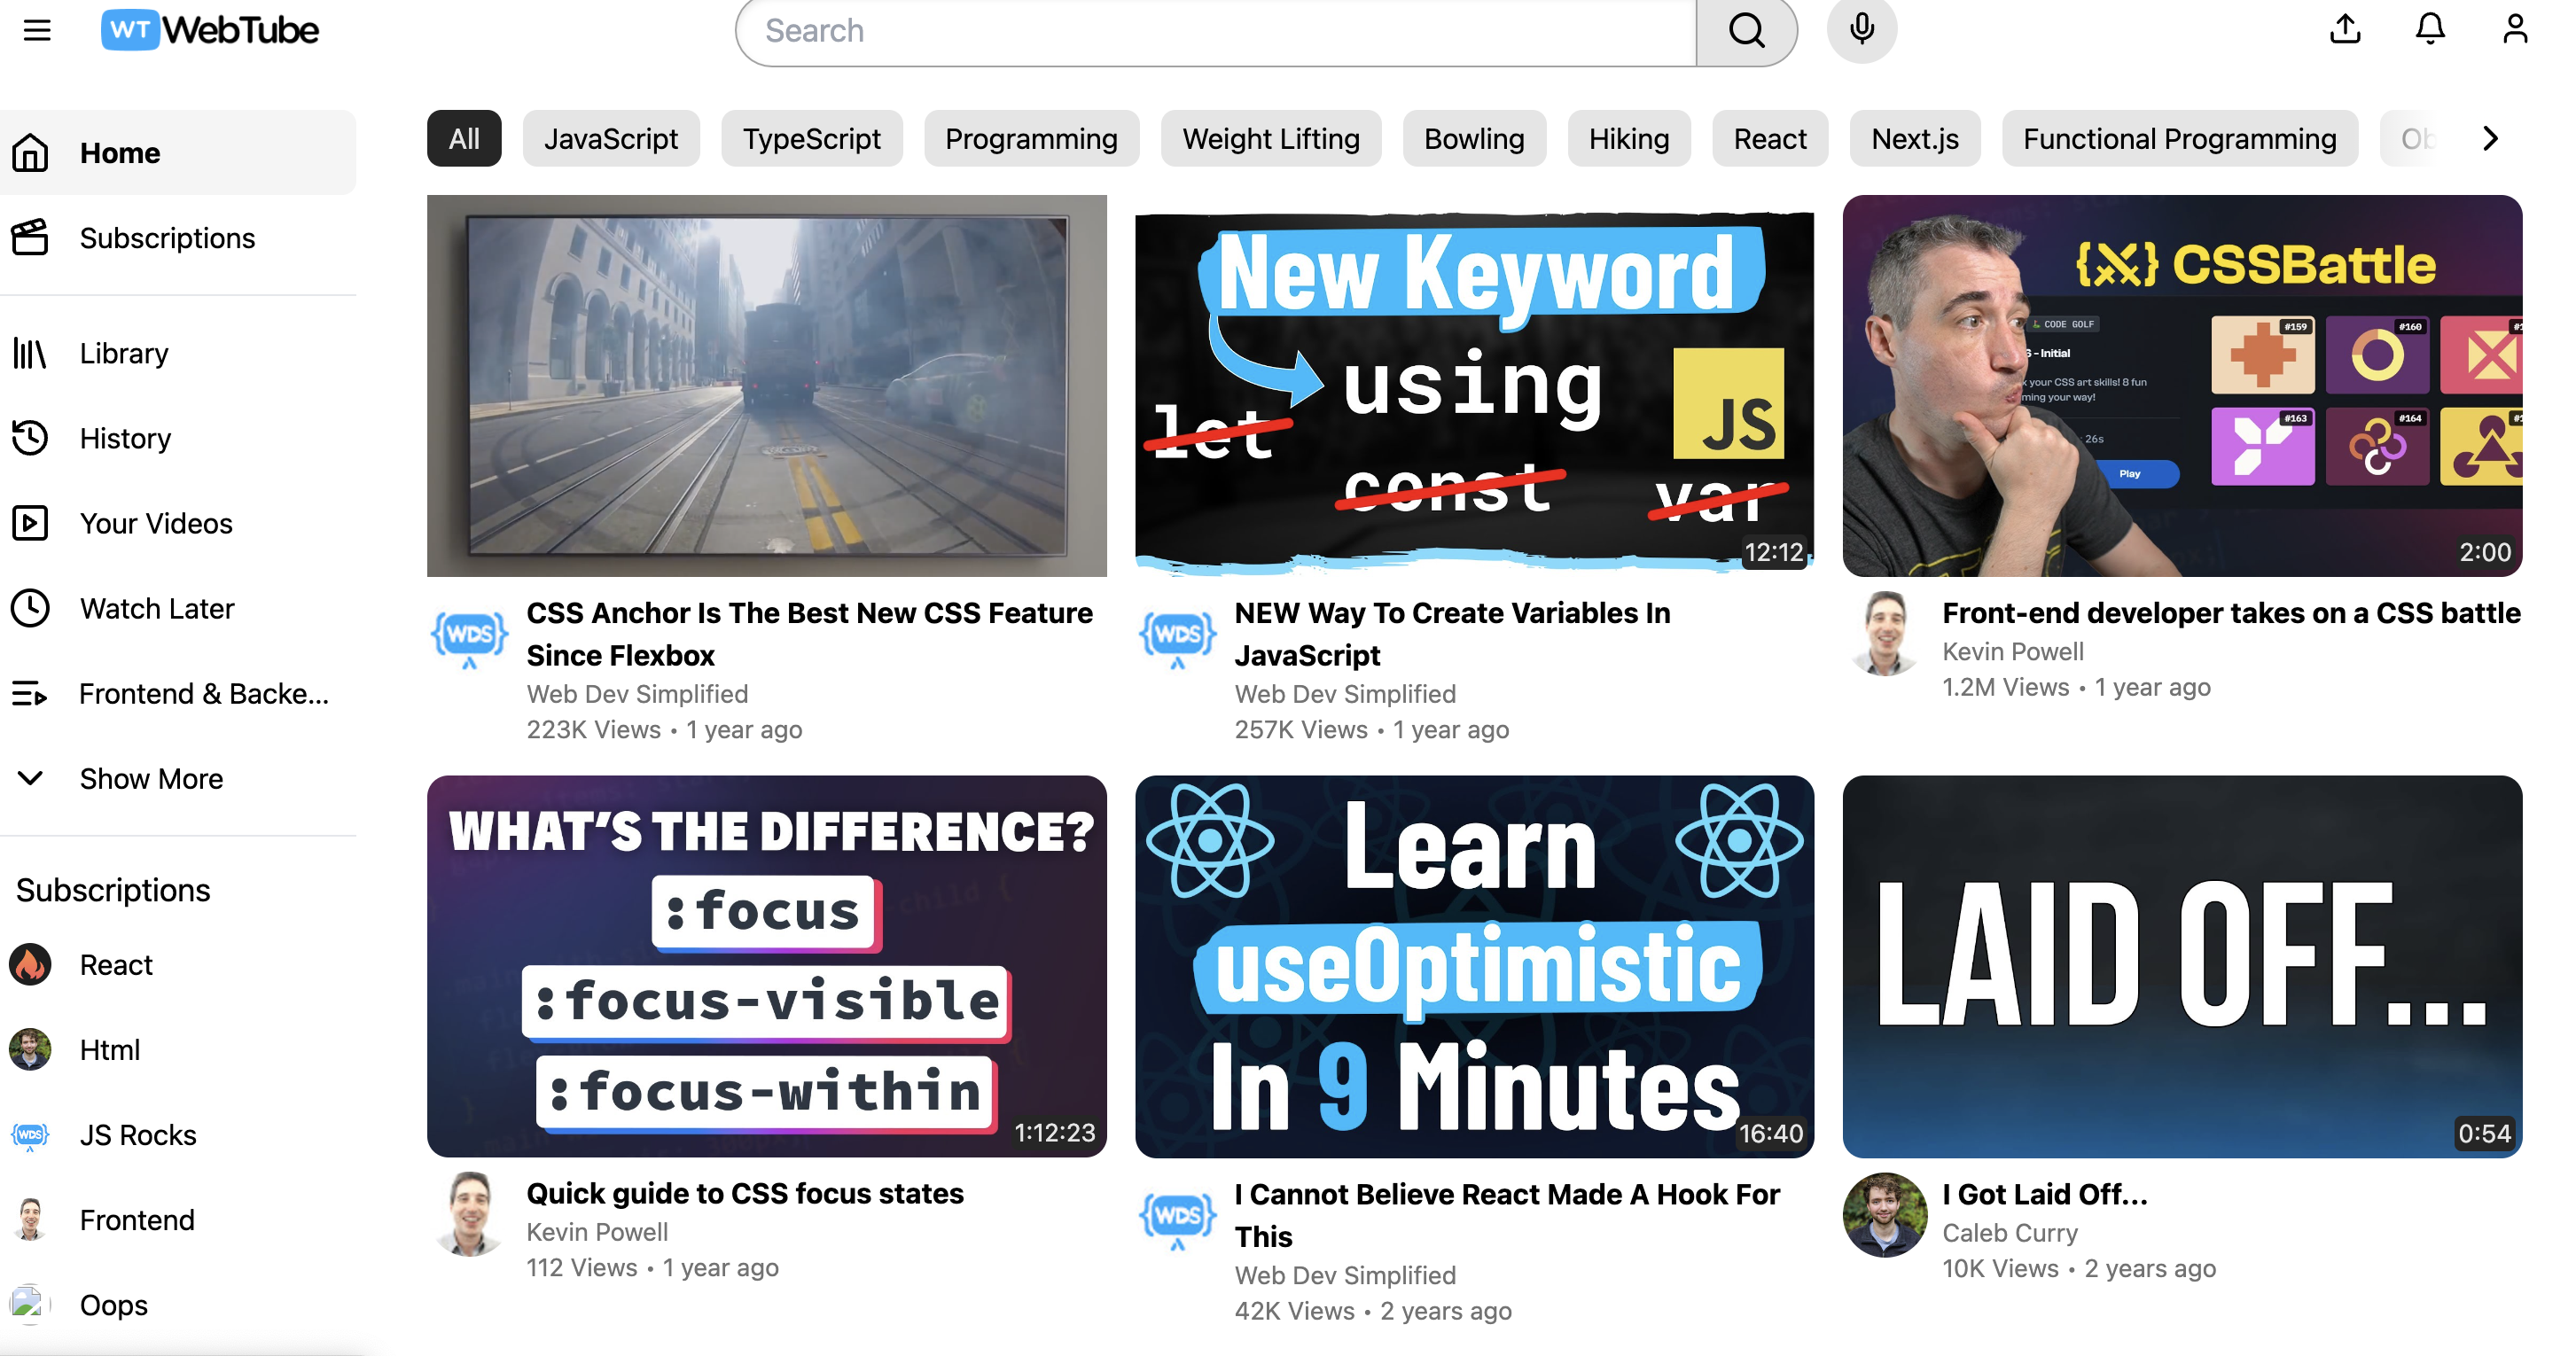 WT WebTube
Search
Home
Subscriptions
Library
History
Your Videos
Watch Later
Frontend & Backe...
Show More
Subscriptions
React
Html
JS Rocks
Frontend
Oops
All JavaScript TypeScript Programming Weight Lifting Bowling Hiking React Next.js Functional Programming Ob
CSS Anchor Is The Best New CSS Feature
Since Flexbox
Web Dev Simplified
223K Views • 1 year ago
New Keyword
using
let
const
var
JS
12:12
{WDS}
NEW Way To Create Variables In
JavaScript
Web Dev Simplified
257K Views • 1 year ago
CSSBattle
CODE GOLF
- Initial
your CSS art skills! 8 fun
ming your way!
: 26s
Play
#159 #160
#163 #164
2:00
Front-end developer takes on a CSS battle
Kevin Powell
1.2M Views • 1 year ago
WHAT'S THE DIFFERENCE?
:focus
:focus-visible
:focus-within
1:12:23
Quick guide to CSS focus states
Kevin Powell
112 Views • 1 year ago
Learn
useOptimistic
In 9 Minutes
16:40
{WDS}
I Cannot Believe React Made A Hook For
This
Web Dev Simplified
42K Views • 2 years ago
LAID OFF...
0:54
I Got Laid Off...
Caleb Curry
10K Views • 2 years ago